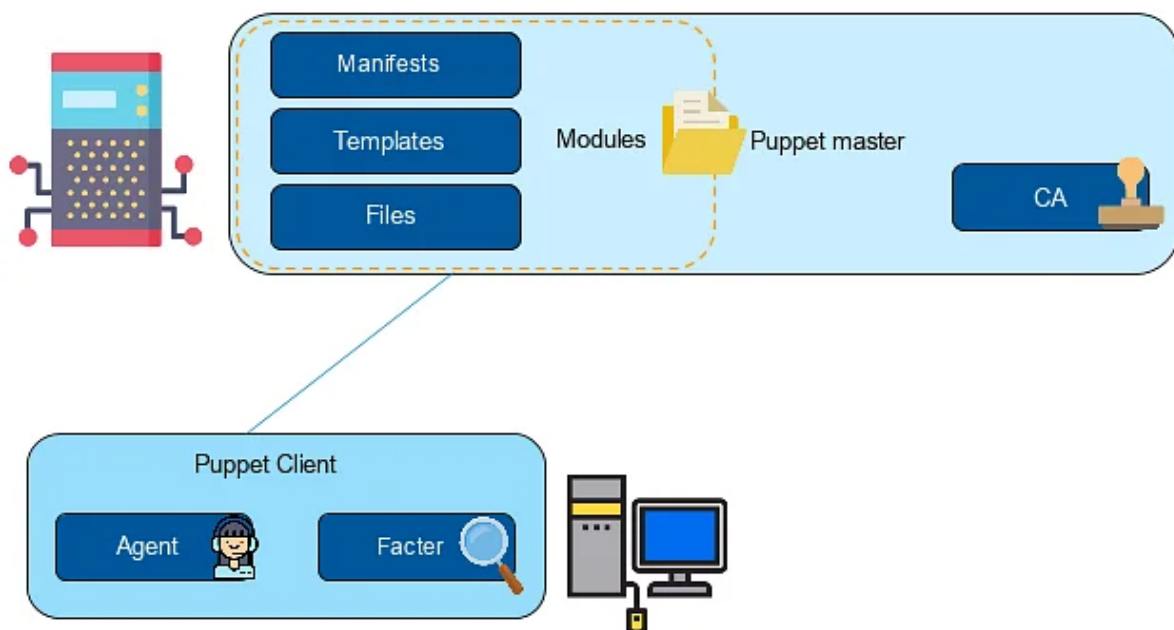 Manifests
Templates
Files
Modules
Puppet master
CA
Puppet Client
Agent
Facter